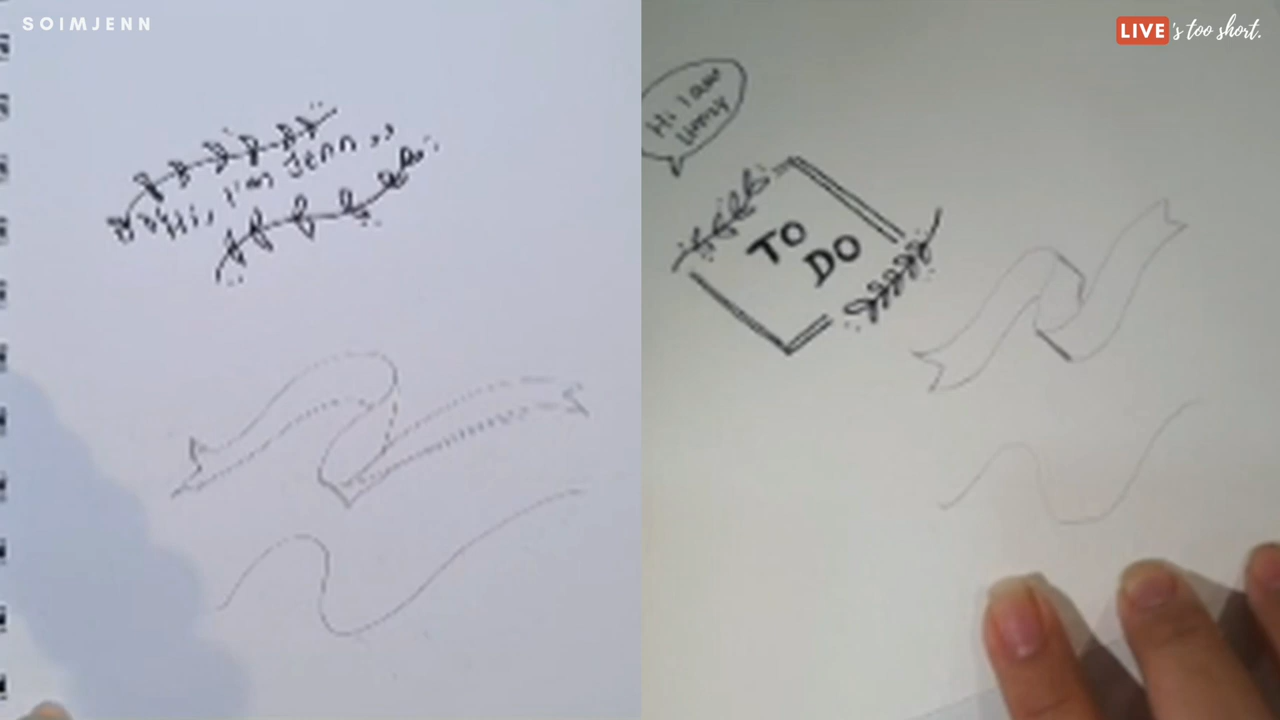 SOIMJENN
LIVE's too short.
Hi, I'm Jenn
Hi I am
TO
DO